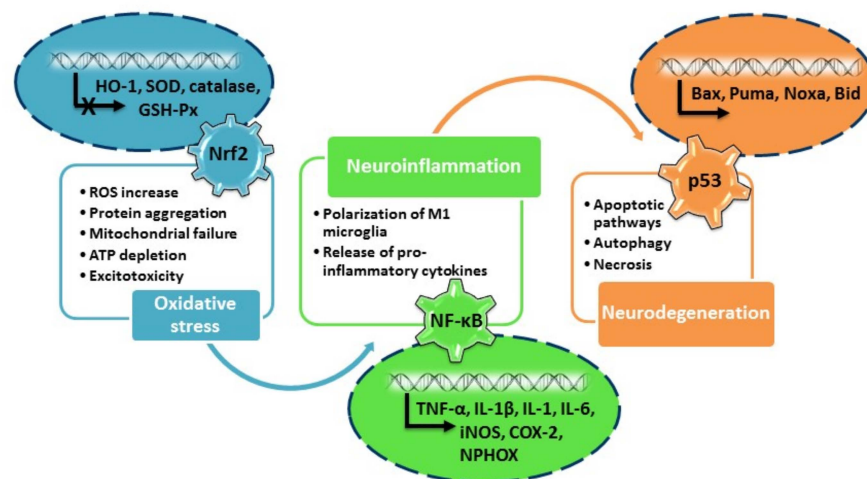 HO-1, SOD, catalase,
GSH-Px
X
Nrf2
• ROS increase
• Protein aggregation
• Mitochondrial failure
• ATP depletion
• Excitotoxicity
Oxidative
stress
Neuroinflammation
• Polarization of M1
microglia
• Release of pro-
inflammatory cytokines
NF-κB
TNF-α, IL-1β, IL-1, IL-6,
iNOS, COX-2,
NPHOX
Bax, Puma, Noxa, Bid
p53
• Apoptotic
pathways
• Autophagy
• Necrosis
Neurodegeneration